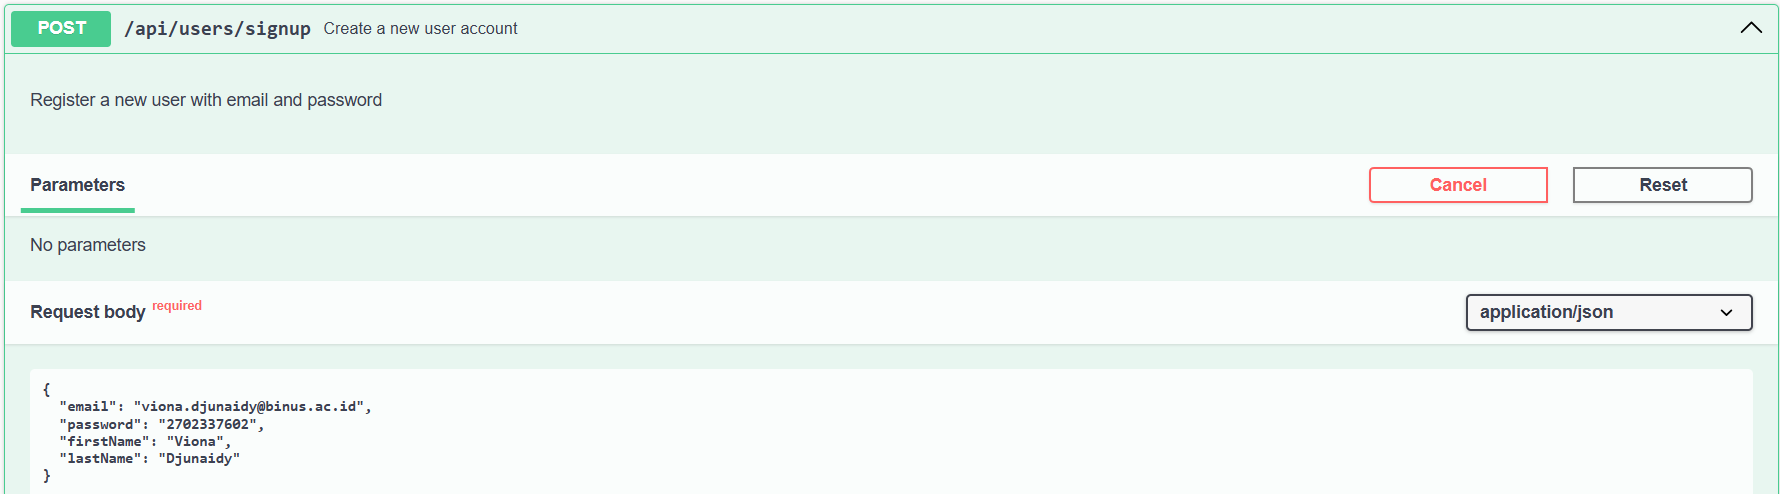 POST /api/users/signup Create a new user account
Register a new user with email and password
Parameters Cancel Reset
No parameters
Request body required application/json
{
"email": "viona.djunaidy@binus.ac.id",
"password": "2702337602",
"firstName": "Viona",
"lastName": "Djunaidy"
}